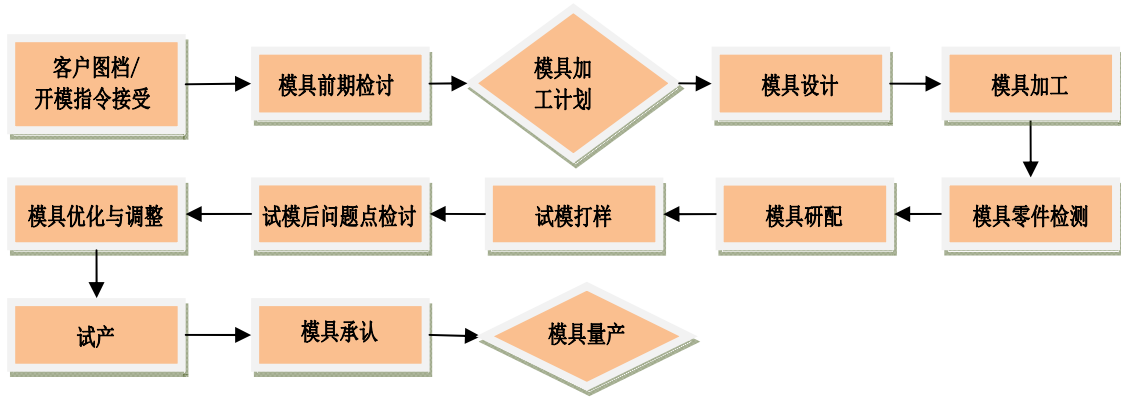 客户图档/
开模指令接受
模具前期检讨
模具加
工计划
模具设计
模具加工
模具零件检测
模具研配
试模打样
试模后问题点检讨
模具优化与调整
试产
模具承认
模具量产